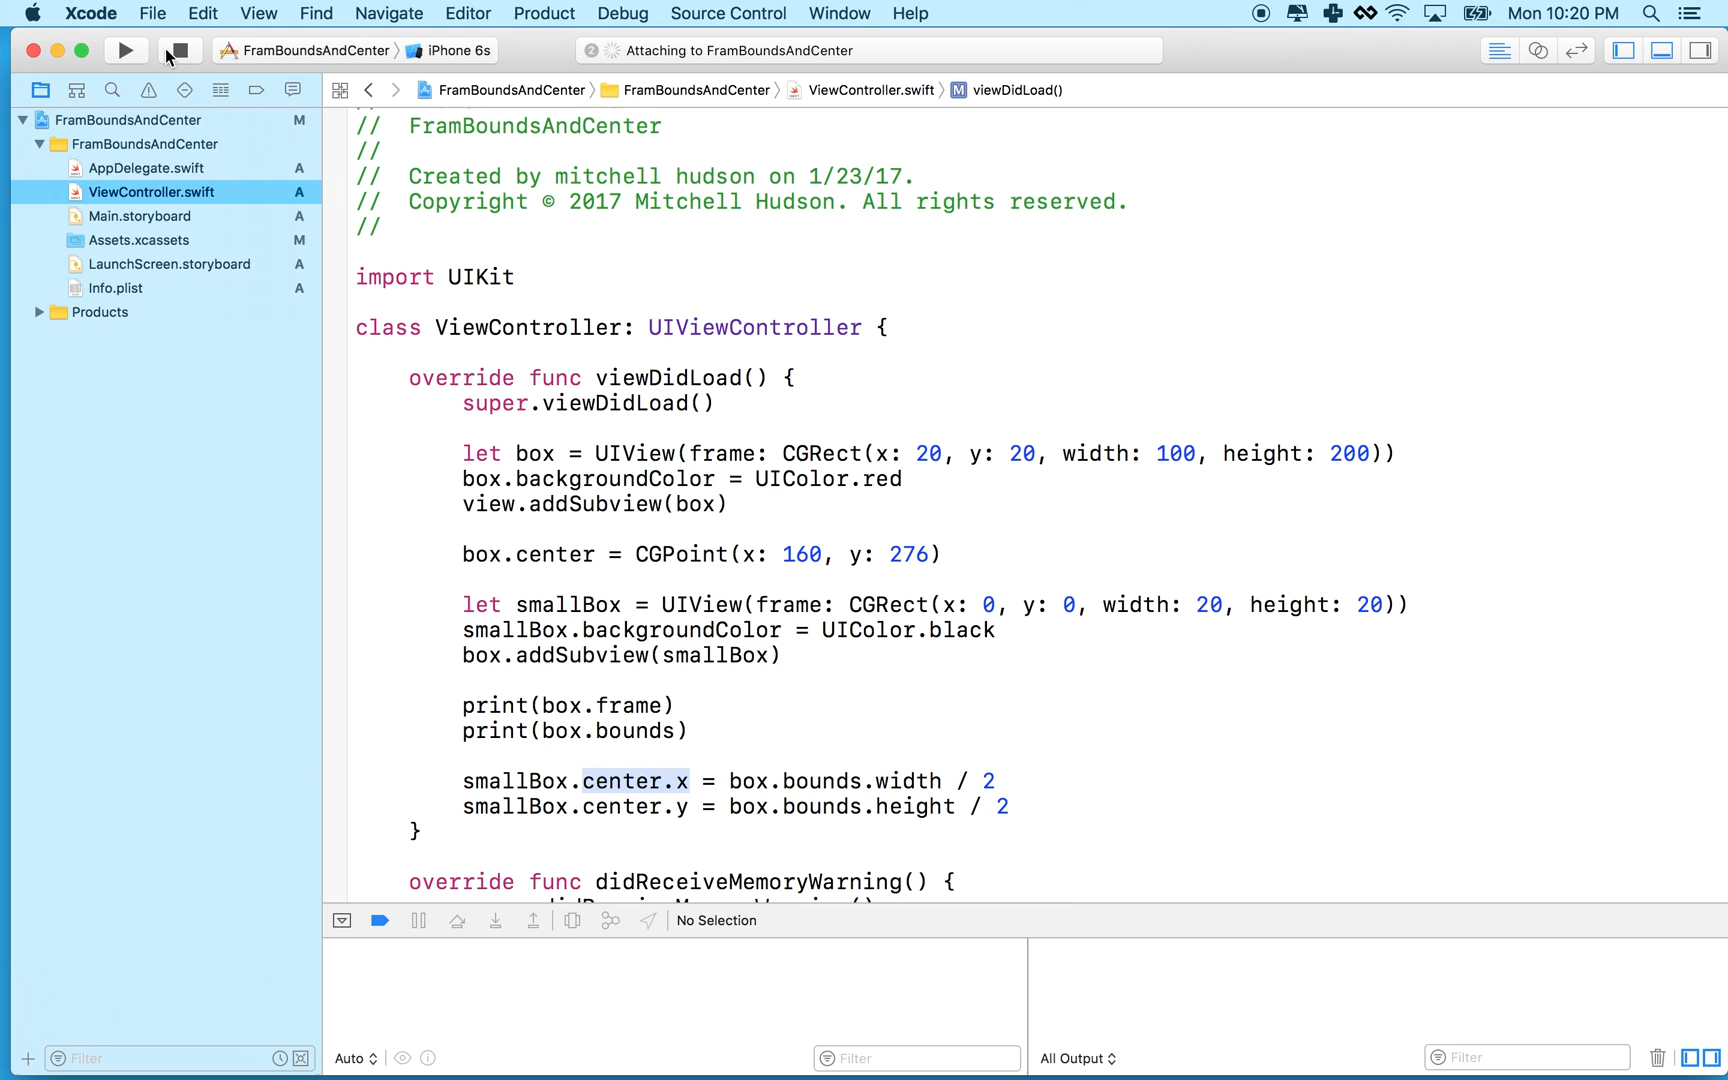 Xcode File Edit View Find Navigate Editor Product Debug Source Control Window Help Mon 10:20 PM
FramBoundsAndCenter iPhone 6s 2 Attaching to FramBoundsAndCenter
FramBoundsAndCenter FramBoundsAndCenter ViewController.swift M viewDidLoad()
FramBoundsAndCenter M
FramBoundsAndCenter
AppDelegate.swift A
ViewController.swift A
Main.storyboard A
Assets.xcassets M
LaunchScreen.storyboard A
Info.plist A
Products
// FramBoundsAndCenter
//
// Created by mitchell hudson on 1/23/17.
// Copyright © 2017 Mitchell Hudson. All rights reserved.
//
import UIKit
class ViewController: UIViewController {
override func viewDidLoad() {
super.viewDidLoad()
let box = UIView(frame: CGRect(x: 20, y: 20, width: 100, height: 200))
box.backgroundColor = UIColor.red
view.addSubview(box)
box.center = CGPoint(x: 160, y: 276)
let smallBox = UIView(frame: CGRect(x: 0, y: 0, width: 20, height: 20))
smallBox.backgroundColor = UIColor.black
box.addSubview(smallBox)
print(box.frame)
print(box.bounds)
smallBox.center.x = box.bounds.width / 2
smallBox.center.y = box.bounds.height / 2
}
override func didReceiveMemoryWarning() {
No Selection
Filter
Auto
Filter
All Output
Filter